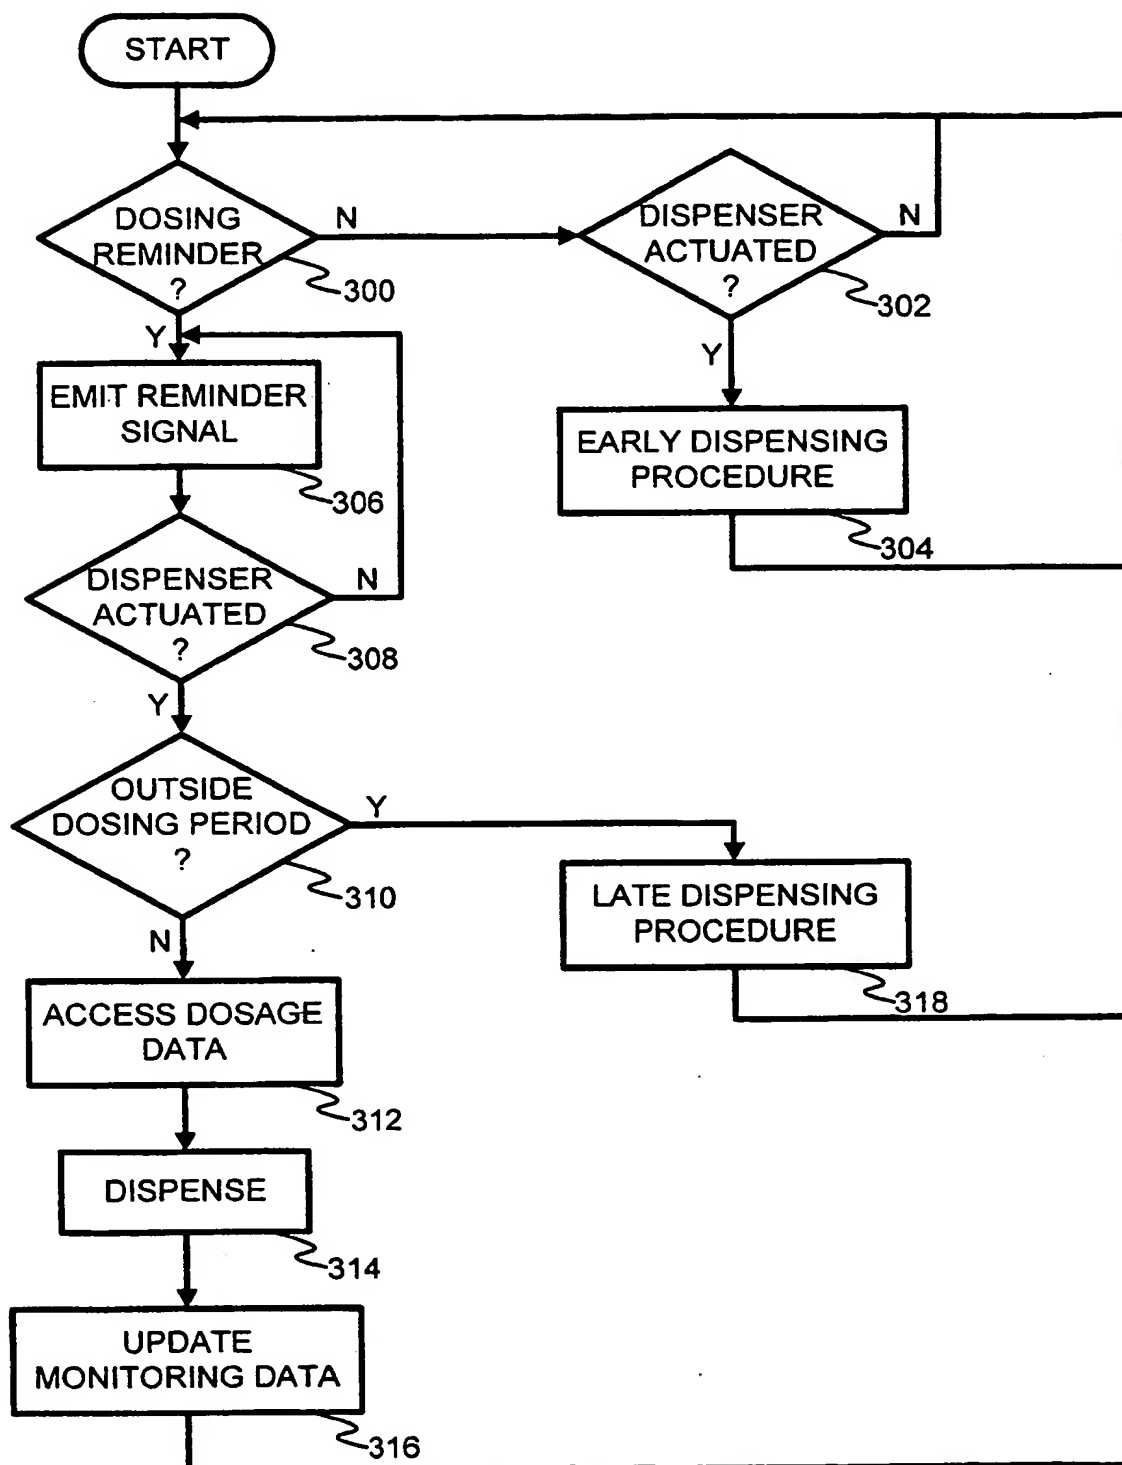 START
DOSING
REMINDER
?
N
300
Y
DISPENSER
ACTUATED
?
N
302
Y
EARLY DISPENSING
PROCEDURE
304
EMIT REMINDER
SIGNAL
306
DISPENSER
ACTUATED
?
N
308
Y
OUTSIDE
DOSING PERIOD
?
Y
310
N
LATE DISPENSING
PROCEDURE
318
ACCESS DOSAGE
DATA
312
DISPENSE
314
UPDATE
MONITORING DATA
316